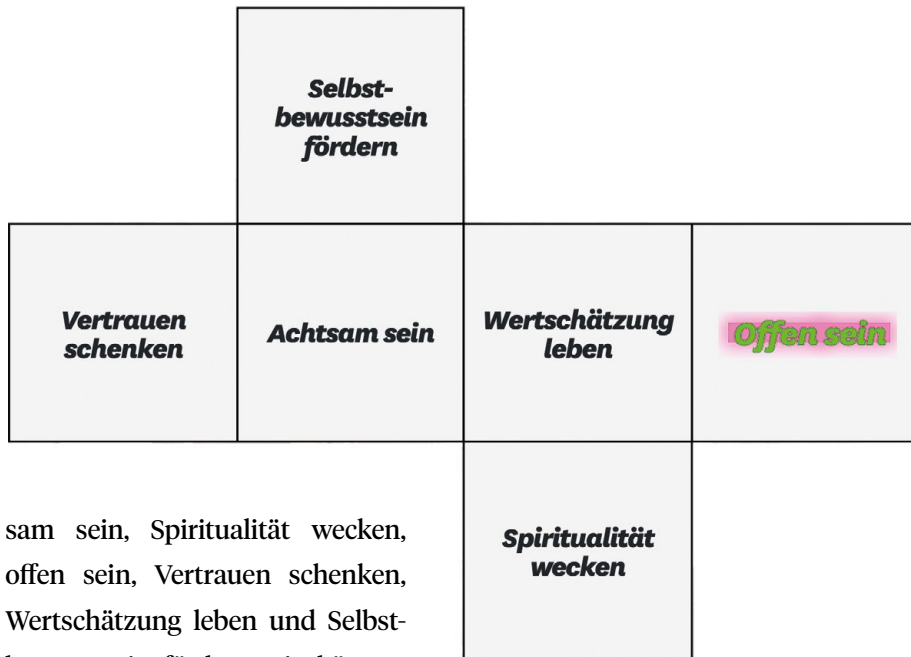 Selbst-
bewusstsein
fördern
Vertrauen
schenken
Achtsam sein
Wertschätzung
leben
Offen sein
Spiritualität
wecken
sam sein, Spiritualität wecken,
offen sein, Vertrauen schenken,
Wertschätzung leben und Selbst-